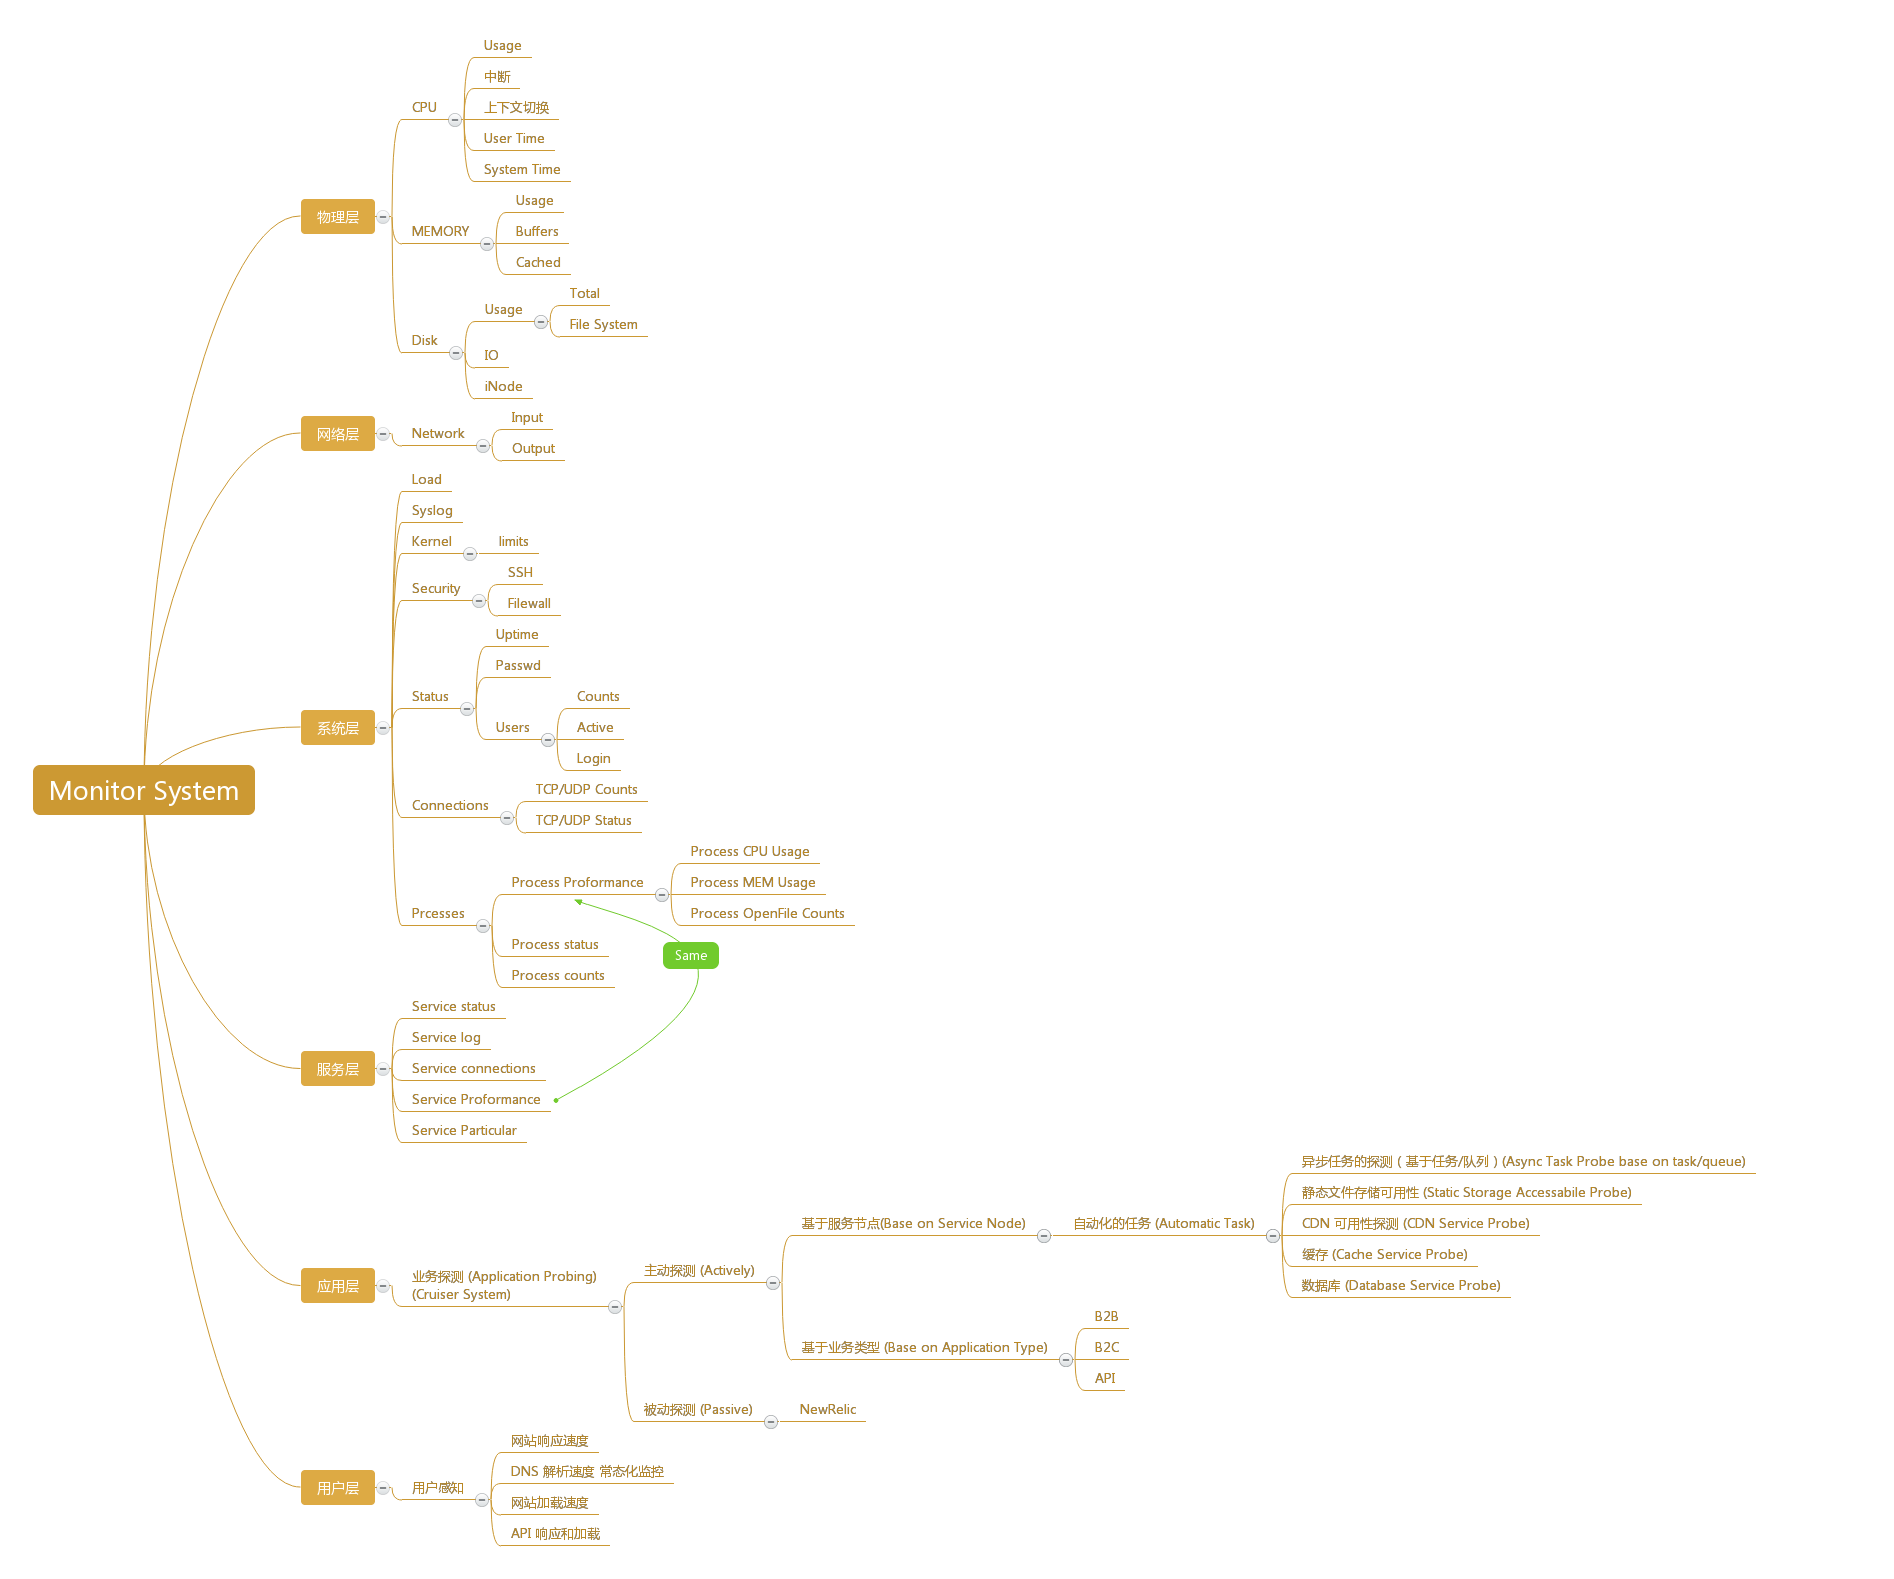 Monitor System
物理层
CPU
Usage
中断
上下文切换
User Time
System Time
MEMORY
Usage
Buffers
Cached
Disk
Usage
Total
File System
IO
iNode
网络层
Network
Input
Output
系统层
Load
Syslog
Kernel
limits
Security
SSH
Filewall
Status
Uptime
Passwd
Users
Counts
Active
Login
Connections
TCP/UDP Counts
TCP/UDP Status
Prcesses
Process Proformance
Process CPU Usage
Process MEM Usage
Process OpenFile Counts
Process status
Process counts
Same
服务层
Service status
Service log
Service connections
Service Proformance
Service Particular
应用层
业务探测 (Application Probing)
(Cruiser System)
主动探测 (Actively)
基于服务节点(Base on Service Node)
自动化的任务 (Automatic Task)
异步任务的探测 ( 基于任务/队列 ) (Async Task Probe base on task/queue)
静态文件存储可用性 (Static Storage Accessabile Probe)
CDN 可用性探测 (CDN Service Probe)
缓存 (Cache Service Probe)
数据库 (Database Service Probe)
基于业务类型 (Base on Application Type)
B2B
B2C
API
被动探测 (Passive)
NewRelic
用户层
用户感知
网站响应速度
DNS 解析速度 常态化监控
网站加载速度
API 响应和加载